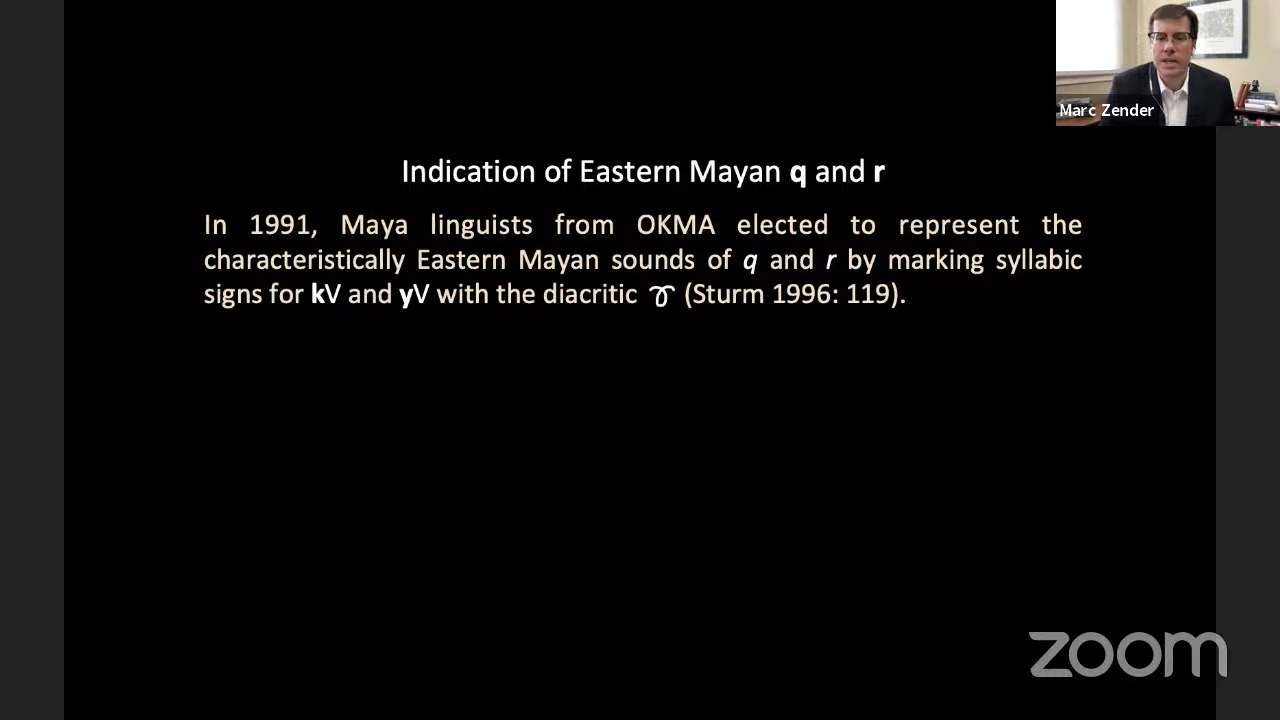 Marc Zender
Indication of Eastern Mayan q and r
In 1991, Maya linguists from OKMA elected to represent the
characteristically Eastern Mayan sounds of q and r by marking syllabic
signs for kV and yV with the diacritic (Sturm 1996: 119).
zoom